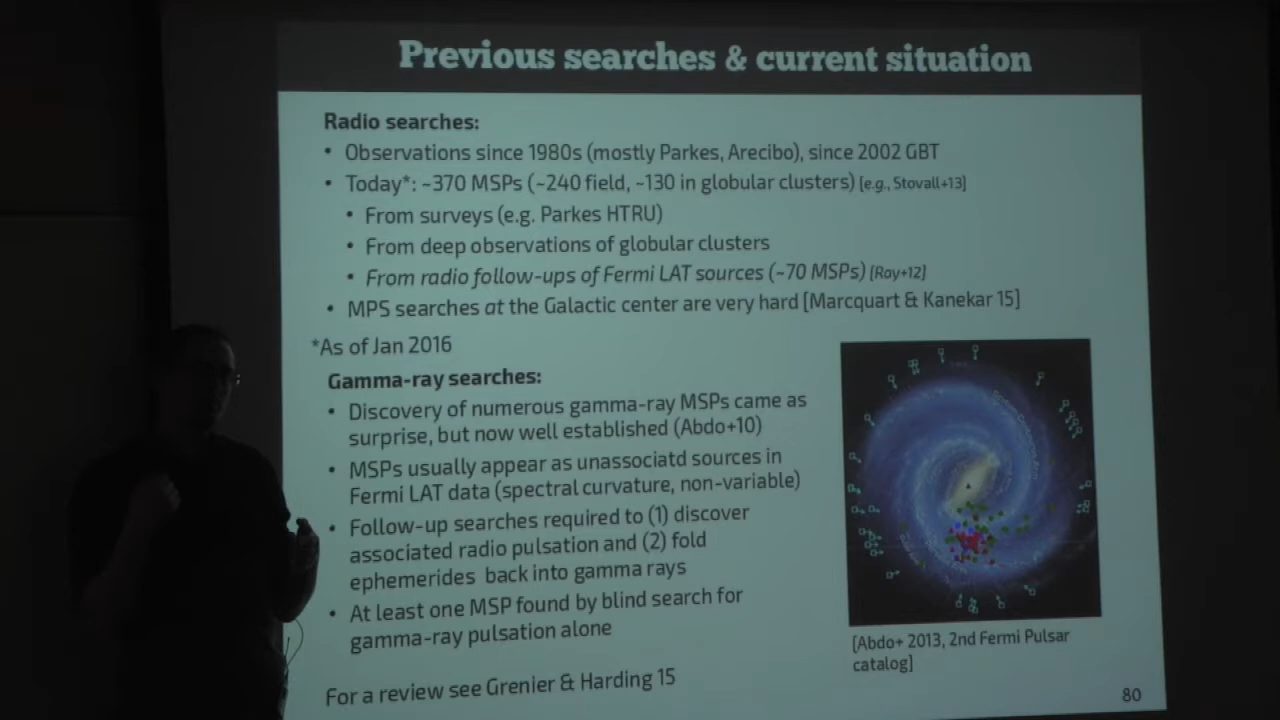 Previous searches & current situation
Radio searches:
• Observations since 1980s (mostly Parkes, Arecibo), since 2002 GBT
• Today*: ~370 MSPs (~240 field, ~130 in globular clusters) [e.g., Stovall+13]
• From surveys (e.g. Parkes HTRU)
• From deep observations of globular clusters
• From radio follow-ups of Fermi LAT sources (~70 MSPs) [Ray+12]
• MPS searches at the Galactic center are very hard [Marcquart & Kanekar 15]
*As of Jan 2016
Gamma-ray searches:
• Discovery of numerous gamma-ray MSPs came as
surprise, but now well established (Abdo+10)
• MSPs usually appear as unassociatd sources in
Fermi LAT data (spectral curvature, non-variable)
• Follow-up searches required to (1) discover
associated radio pulsation and (2) fold
ephemerides back into gamma rays
• At least one MSP found by blind search for
gamma-ray pulsation alone
For a review see Grenier & Harding 15
[Abdo+ 2013, 2nd Fermi Pulsar
catalog]
80